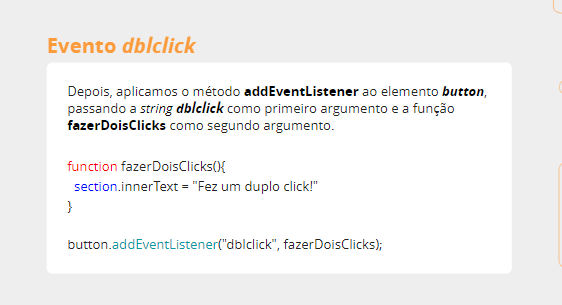 Evento dblclick
Depois, aplicamos o método addEventListener ao elemento button,
passando a string dblclick como primeiro argumento e a função
fazerDoisClicks como segundo argumento.
function fazerDoisClicks(){
section.innerText = "Fez um duplo click!"
}
button.addEventListener("dblclick", fazerDoisClicks);